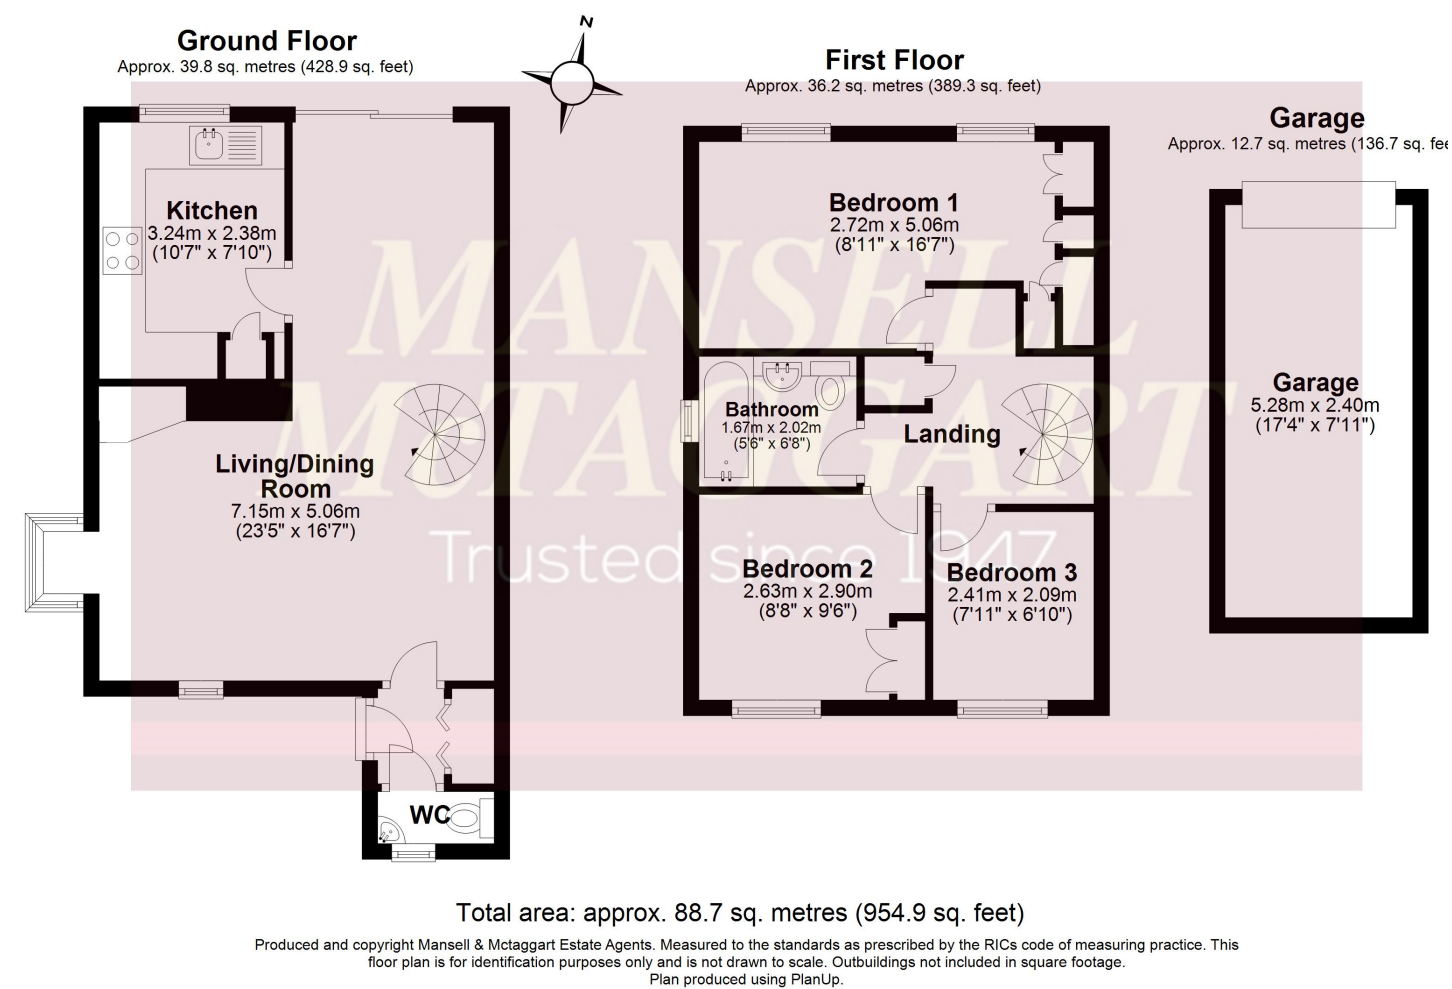 N
Ground Floor
Approx. 39.8 sq. metres (428.9 sq. feet)
First Floor
Approx. 36.2 sq. metres (389.3 sq. feet)
Garage
Approx. 12.7 sq. metres (136.7 sq. fee
Kitchen
3.24m x 2.38m
(10'7" x 7'10")
Living/Dining
Room
7.15m x 5.06m
(23'5" x 16'7")
WC
Bedroom 1
2.72m x 5.06m
(8'11" x 16'7")
Bathroom
1.67m x 2.02m
(5'6" x 6'8")
Landing
Bedroom 2
2.63m x 2.90m
(8'8" x 9'6")
Bedroom 3
2.41m x 2.09m
(7'11" x 6'10")
Garage
5.28m x 2.40m
(17'4" x 7'11")
MANSELL
McTAGGART
Trusted since 1947
Total area: approx. 88.7 sq. metres (954.9 sq. feet)
Produced and copyright Mansell & Mctaggart Estate Agents. Measured to the standards as prescribed by the RICs code of measuring practice. This
floor plan is for identification purposes only and is not drawn to scale. Outbuildings not included in square footage.
Plan produced using PlanUp.